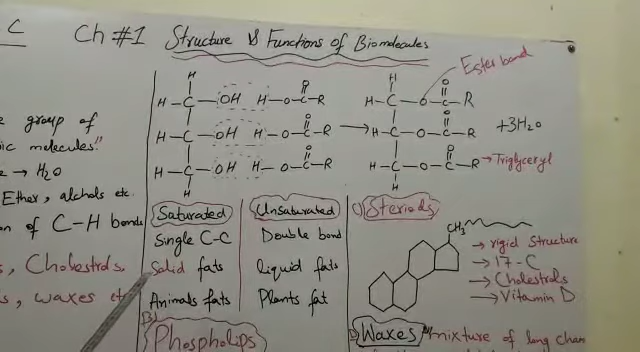 C
Ch #1 Structure & Functions of Biomolecules
Ester bond
group of
molecules"
→ H₂O
Ether, alchols etc.
on of C-H bonds
s, Cholestrols.
s, waxes etc
H
H-C-OH H-O-C-R
O
H-C-OH H-O-C-R
O
H-C-OH H-O-C-R
O
H
→
H
H-C-O-C-R
O
H-C-O-C-R
O
H-C-O-C-R → Triglyceryl
O
H
+3H₂O
Saturated
Single C-C
Solid fats
Animals fats
Unsaturated
Double bond
liquid fats
Plants fat
B)
Phospholips
Steriods
CH₃
→ rigid structure
→ 17-C
→ Cholestrols
→ Vitamin D
Waxes mixture of long chain